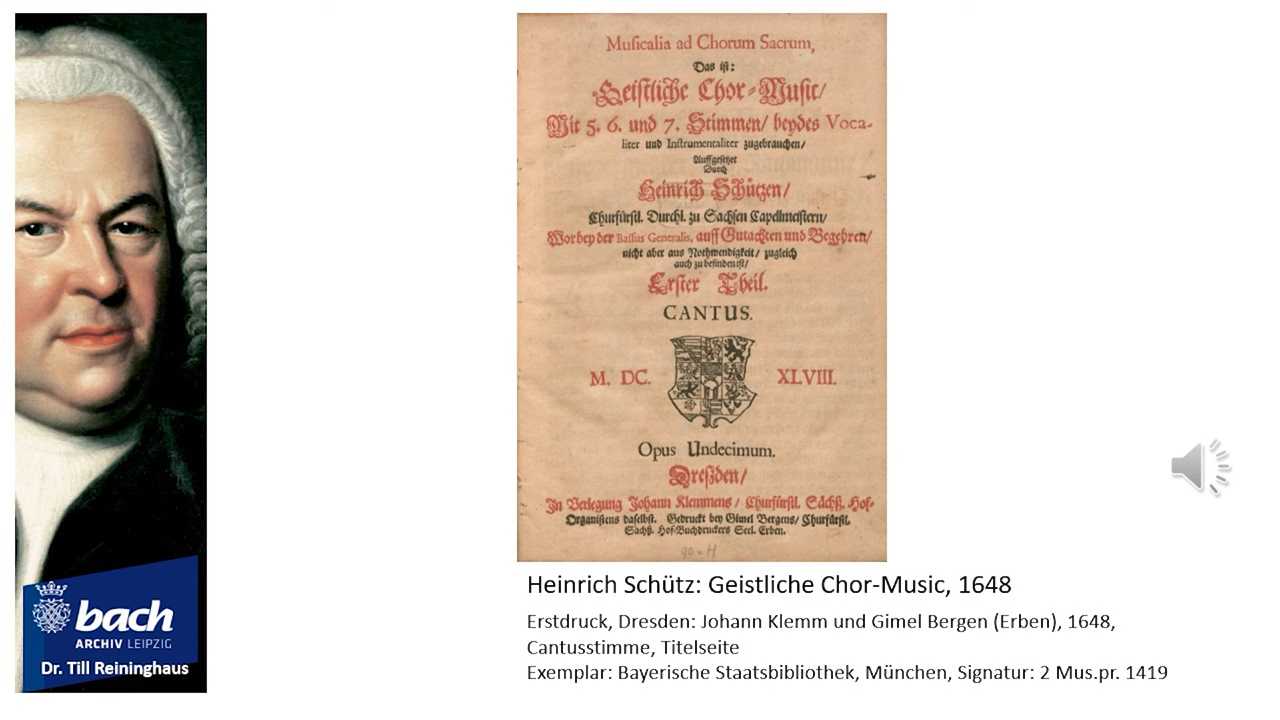 Musicalia ad Chorum Sacrum,
Das ist:
Geistliche Chor-Music/
Mit 5. 6. und 7. Stimmen/ beydes Voca-
liter und Instrumentaliter zugebrauchen/
Auffgesetzet
Durch
Heinrich Schützen/
Churfürstl. Durchl. zu Sachsen Capellmeistern/
Worbey der Bassus Generalis, auff Gutachten und Begehren/
nicht aber aus Nothwendigkeit/ zugleich
auch zu befinden ist/
Erster Theil.
CANTUS.
M. DC. XLVIII.
Opus Undecimum.
Dreßden/
In Verlegung Johann Klemmens/ Churfürstl. Sächß. Hof-
Organistens daselbst. Gedruckt bey Gimel Bergens/ Churfürstl.
Sächß. Hof-Buchdruckers Seel. Erben.
90-H
Heinrich Schütz: Geistliche Chor-Music, 1648
Erstdruck, Dresden: Johann Klemm und Gimel Bergen (Erben), 1648,
Cantusstimme, Titelseite
Exemplar: Bayerische Staatsbibliothek, München, Signatur: 2 Mus.pr. 1419
bach
ARCHIV LEIPZIG
Dr. Till Reininghaus